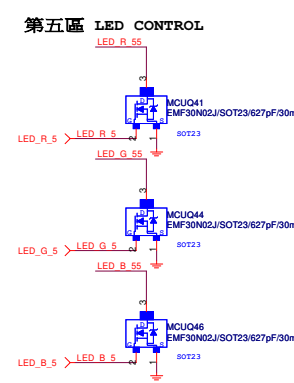 第五區 LED CONTROL
LED_R_55
3
MCUQ41
EMF30N02J/SOT23/627pF/30m
D
G
S
SOT23
LED_R_5
LED_R_5
2
1
LED_G_55
3
MCUQ44
EMF30N02J/SOT23/627pF/30m
D
G
S
SOT23
LED_G_5
LED_G_5
2
1
LED_B_55
3
MCUQ46
EMF30N02J/SOT23/627pF/30m
D
G
S
SOT23
LED_B_5
LED_B_5
2
1